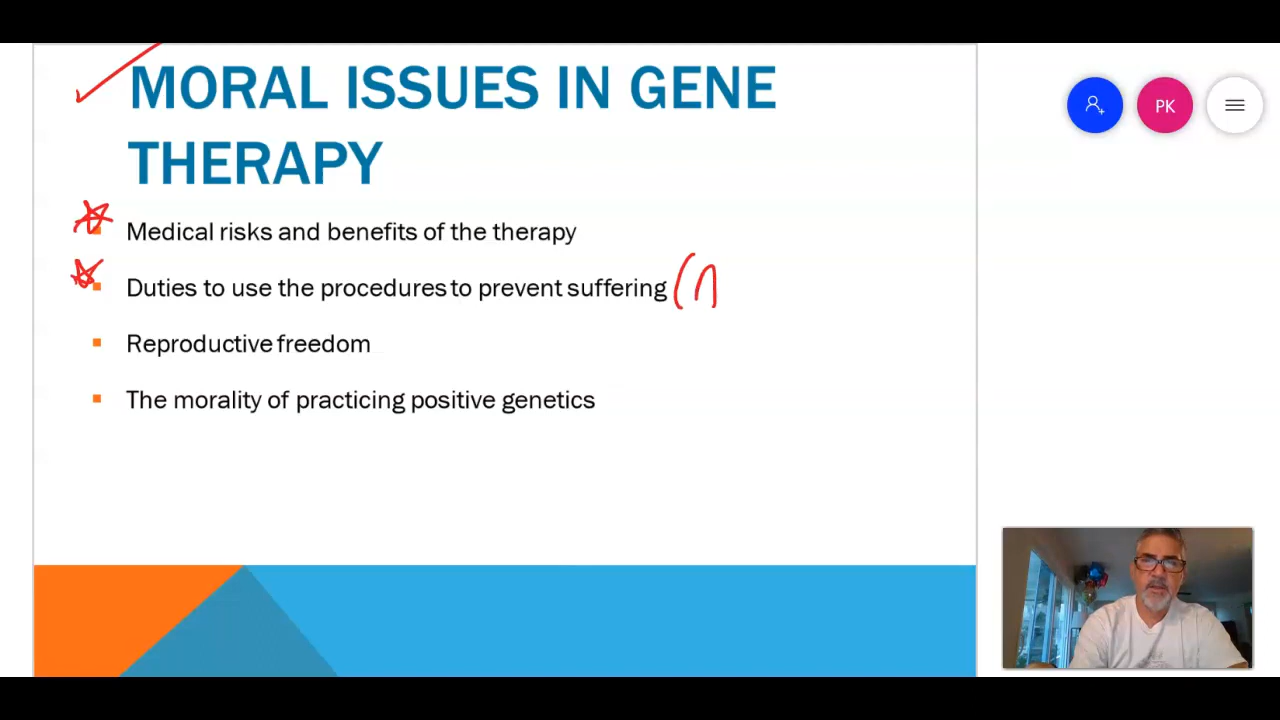 MORAL ISSUES IN GENE
THERAPY
PK
Medical risks and benefits of the therapy
Duties to use the procedures to prevent suffering
Reproductive freedom
The morality of practicing positive genetics